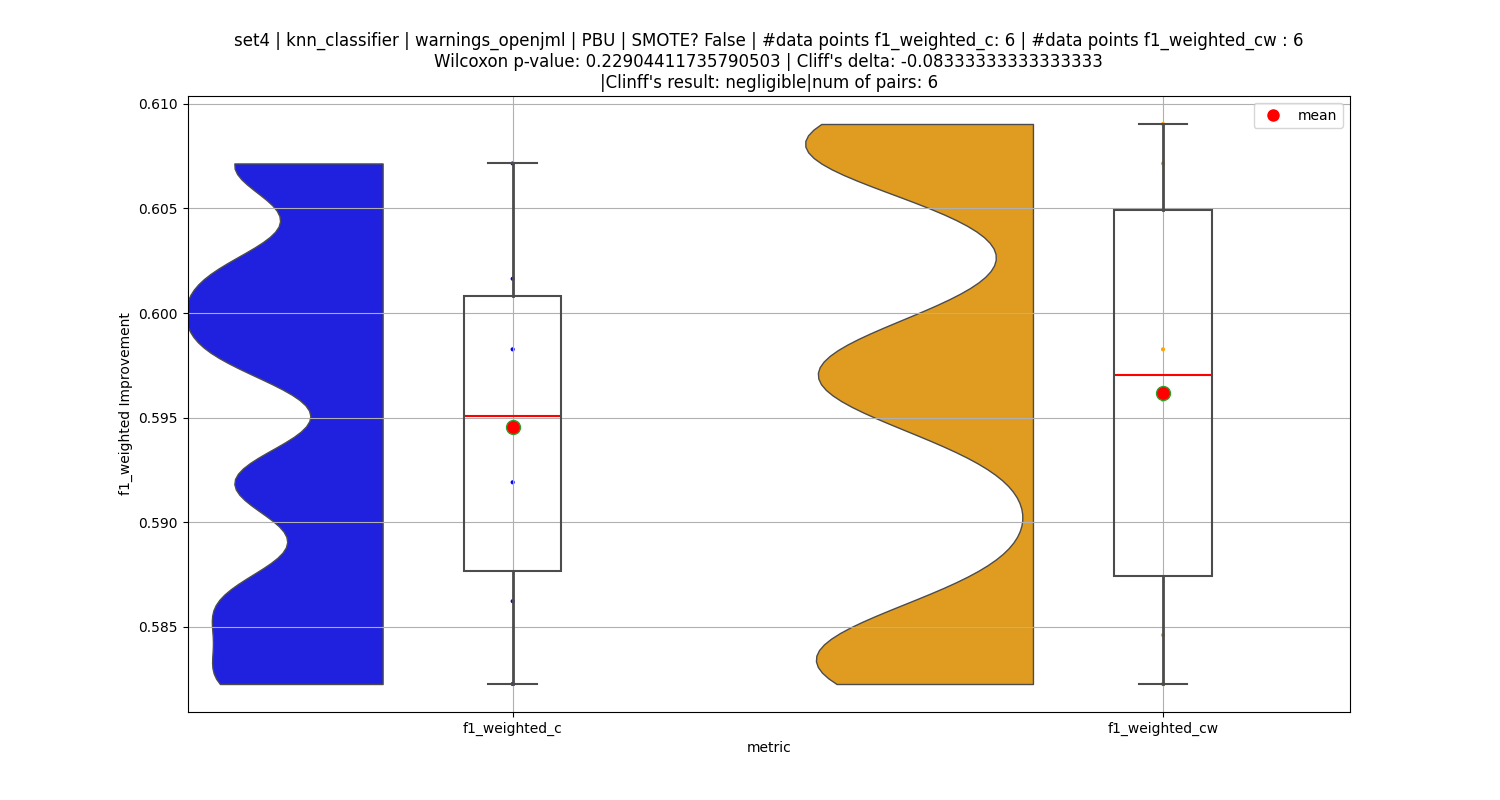 set4 | knn_classifier | warnings_openjml | PBU | SMOTE? False | #data points f1_weighted_c: 6 | #data points f1_weighted_cw : 6
Wilcoxon p-value: 0.22904411735790503 | Cliff's delta: -0.08333333333333333
|Clinff's result: negligible|num of pairs: 6
mean
0.610
0.605
0.600
0.595
0.590
0.585
f1_weighted Improvement
f1_weighted_c
f1_weighted_cw
metric